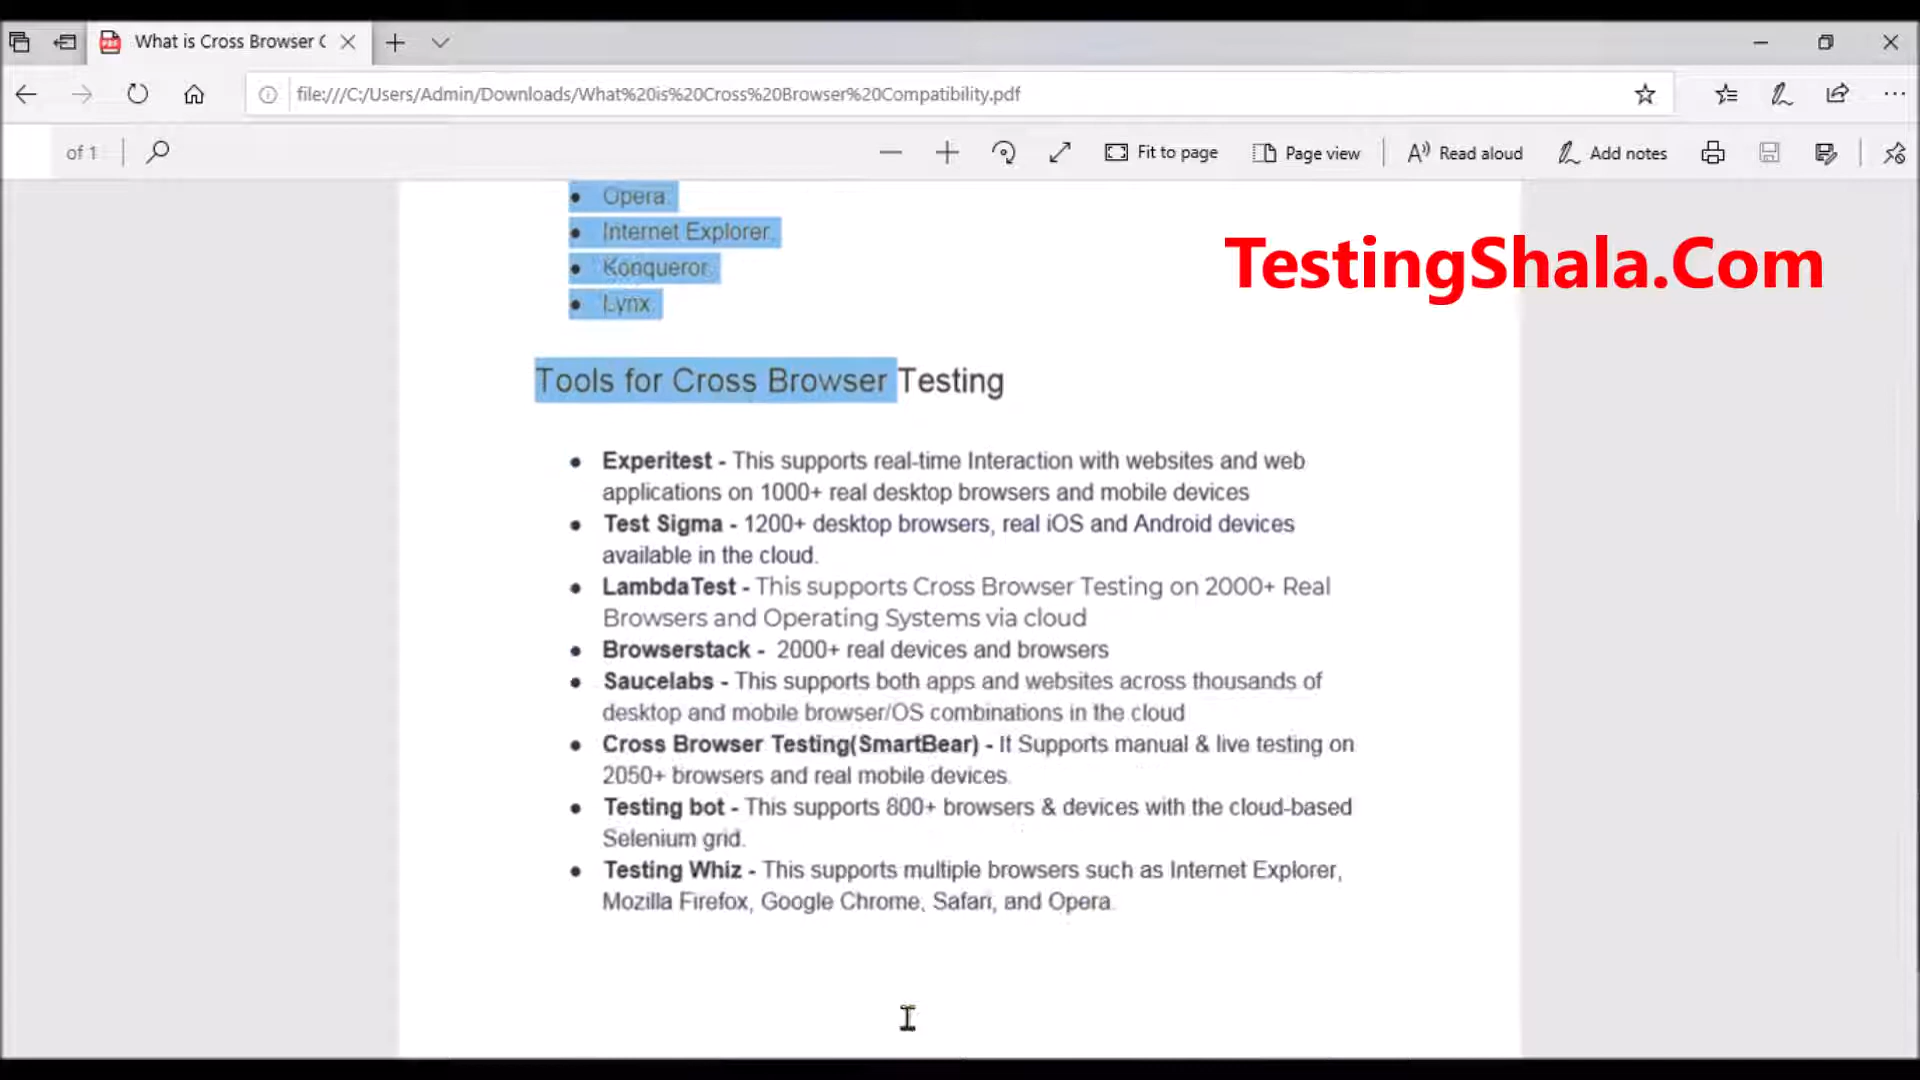 What is Cross Browser C
file:///C:/Users/Admin/Downloads/What%20is%20Cross%20Browser%20Compatibility.pdf
of 1
Fit to page
Page view
Read aloud
Add notes
● Opera.
● Internet Explorer.
● Konqueror.
● Lynx.
TestingShala.Com
Tools for Cross Browser Testing
● Experitest - This supports real-time Interaction with websites and web
applications on 1000+ real desktop browsers and mobile devices
● Test Sigma - 1200+ desktop browsers, real iOS and Android devices
available in the cloud.
● LambdaTest - This supports Cross Browser Testing on 2000+ Real
Browsers and Operating Systems via cloud
● Browserstack - 2000+ real devices and browsers
● Saucelabs - This supports both apps and websites across thousands of
desktop and mobile browser/OS combinations in the cloud
● Cross Browser Testing(SmartBear) - It Supports manual & live testing on
2050+ browsers and real mobile devices.
● Testing bot - This supports 800+ browsers & devices with the cloud-based
Selenium grid.
● Testing Whiz - This supports multiple browsers such as Internet Explorer,
Mozilla Firefox, Google Chrome, Safari, and Opera.